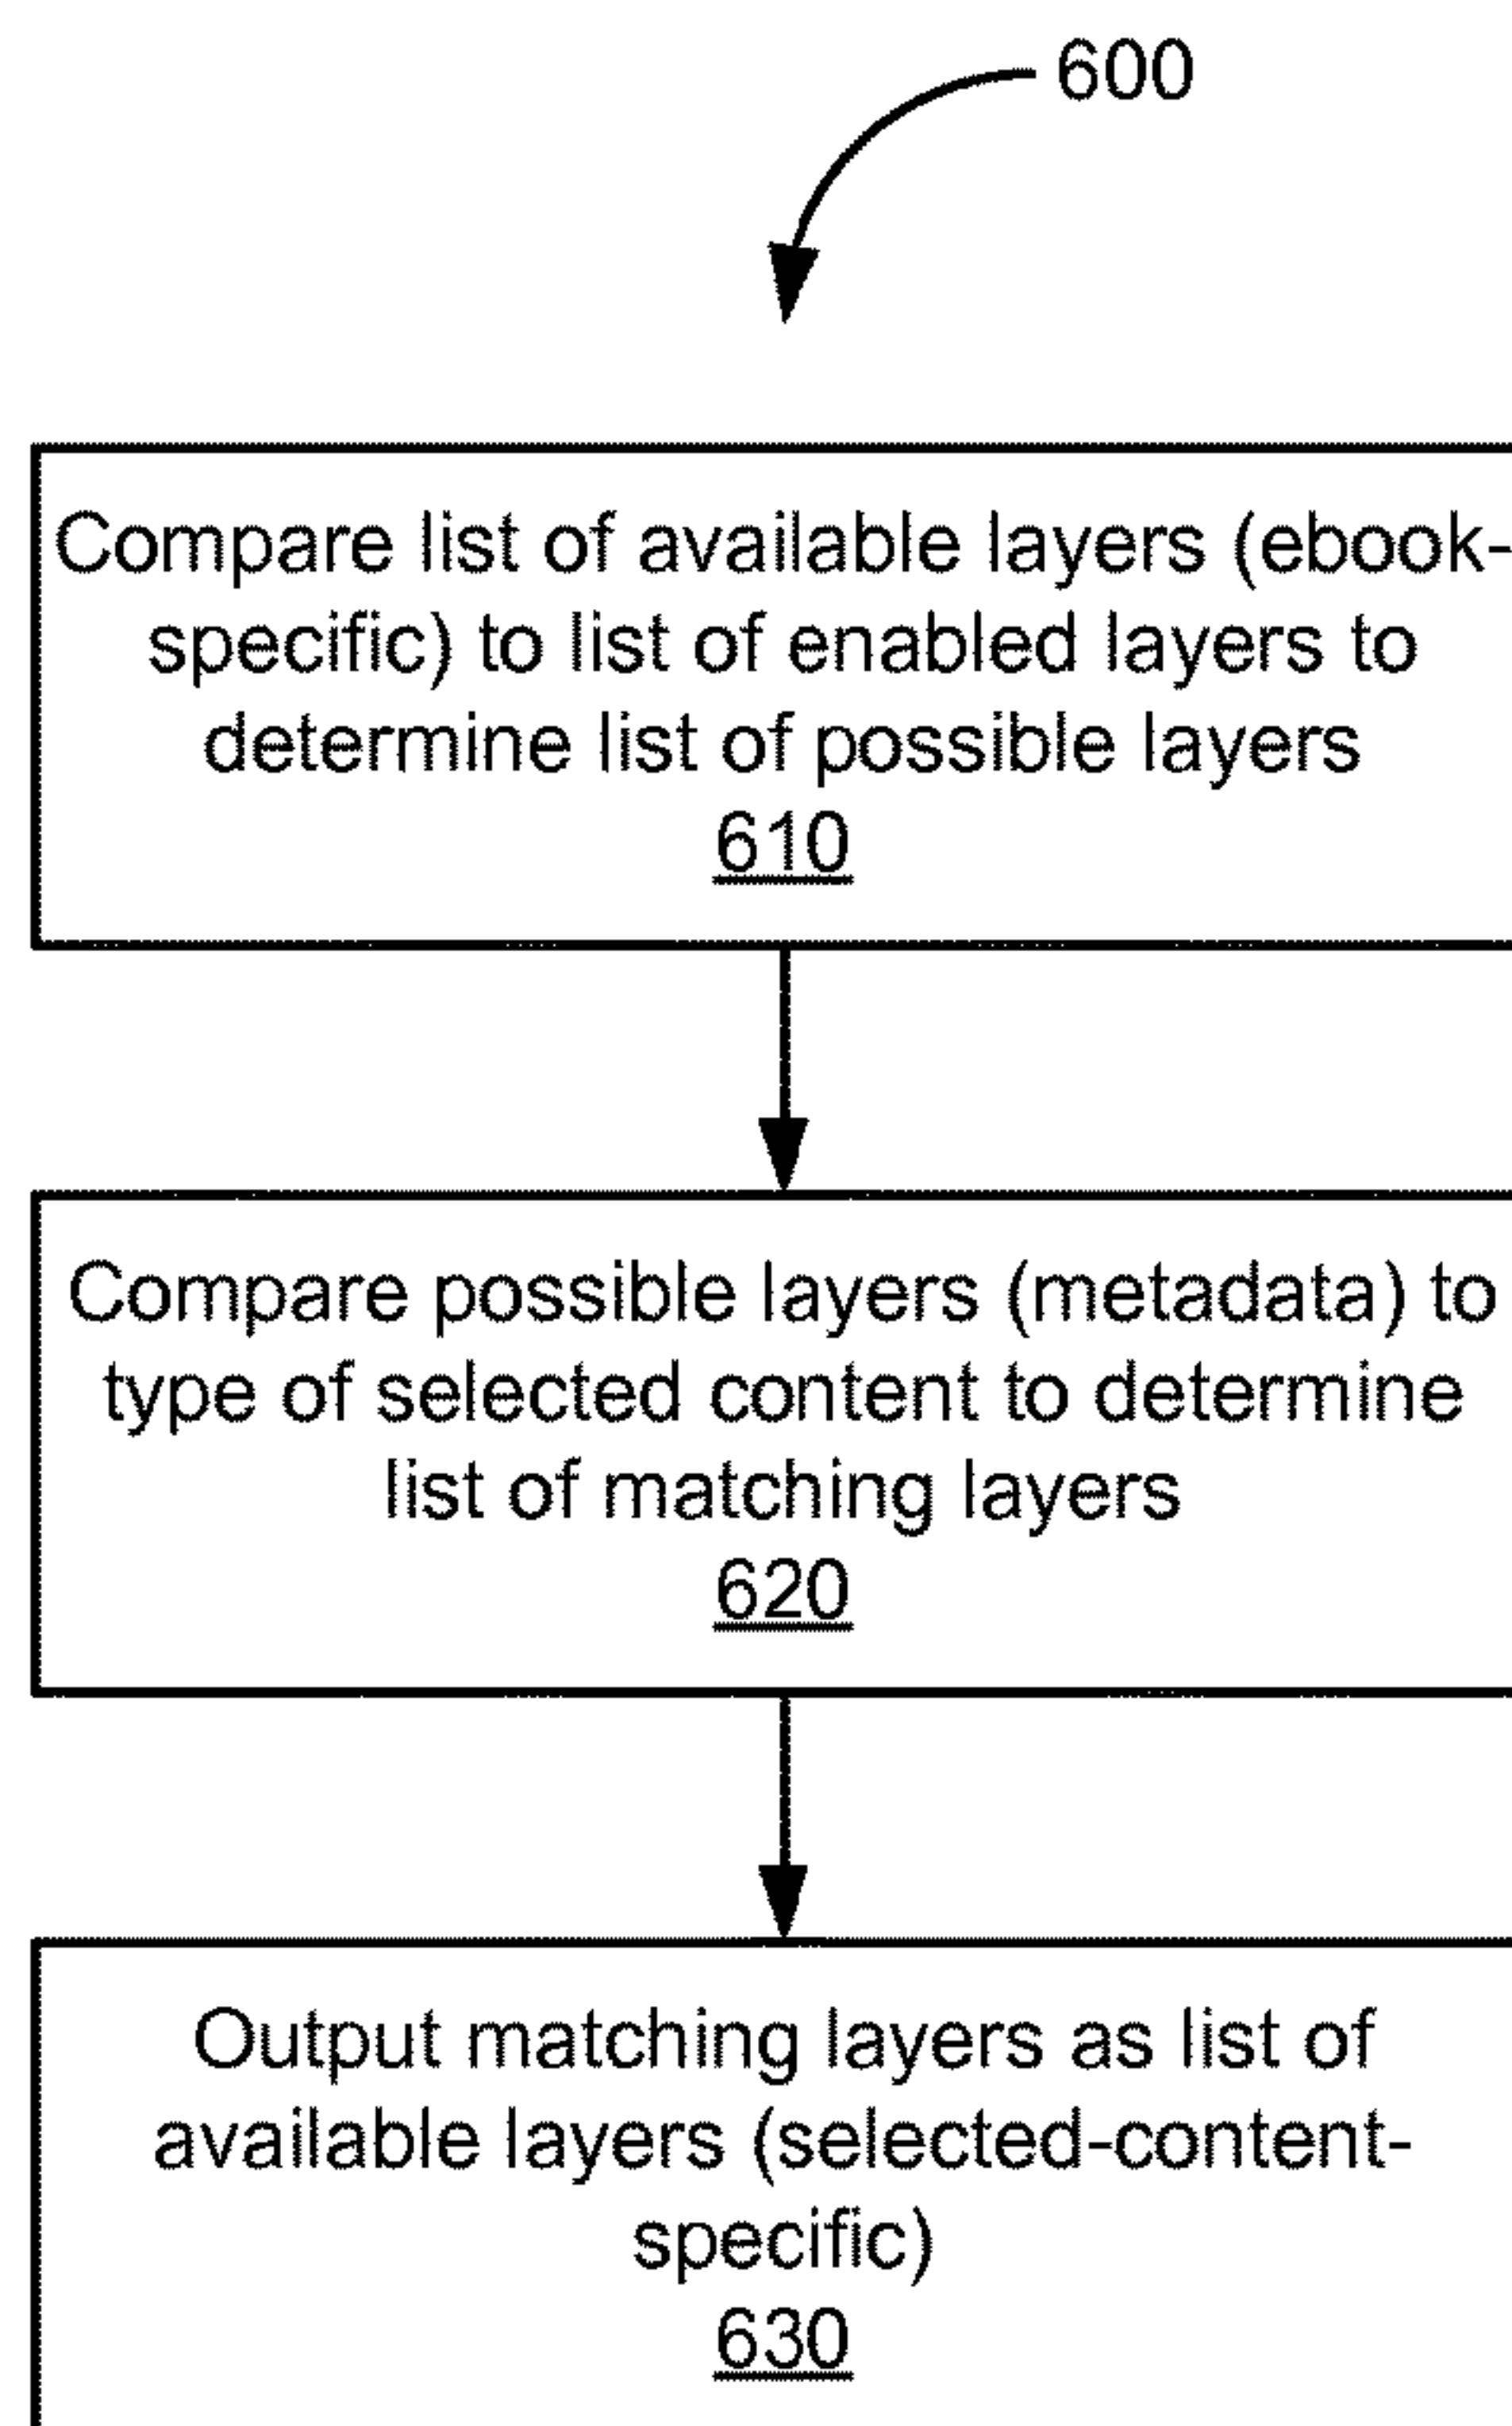 600
Compare list of available layers (ebook-
specific) to list of enabled layers to
determine list of possible layers
610
Compare possible layers (metadata) to
type of selected content to determine
list of matching layers
620
Output matching layers as list of
available layers (selected-content-
specific)
630